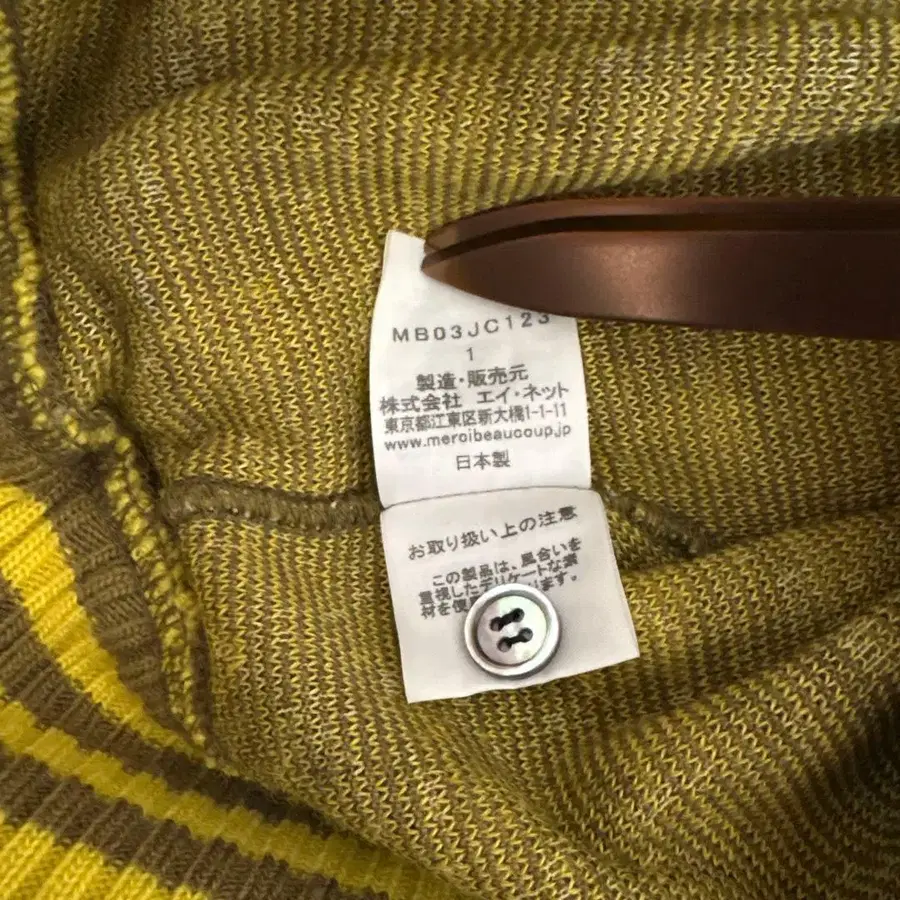 MB03JC123
1
製造・販売元
株式会社 エイ・ネット
東京都江東区新大橋1-1-11
www.meroibeaucoup.jp
日本製
お取り扱い上の注意
この製品は、風合いを
重視したデリケートな素
材を使用 ます。